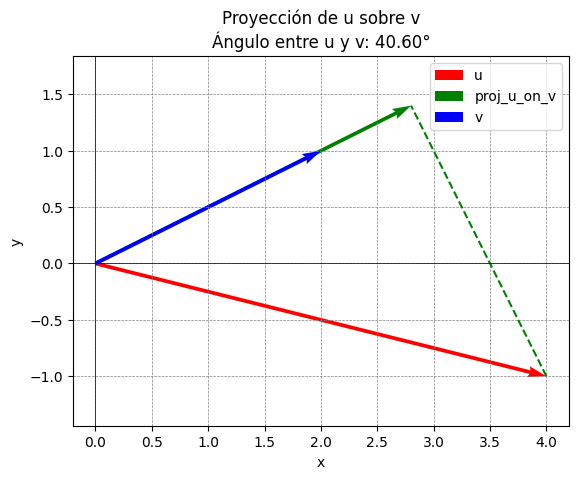 Proyección de u sobre v
Ángulo entre u y v: 40.60°
u
proj_u_on_v
v
1.5
1.0
0.5
0.0
−0.5
−1.0
y
0.0 0.5 1.0 1.5 2.0 2.5 3.0 3.5 4.0
x